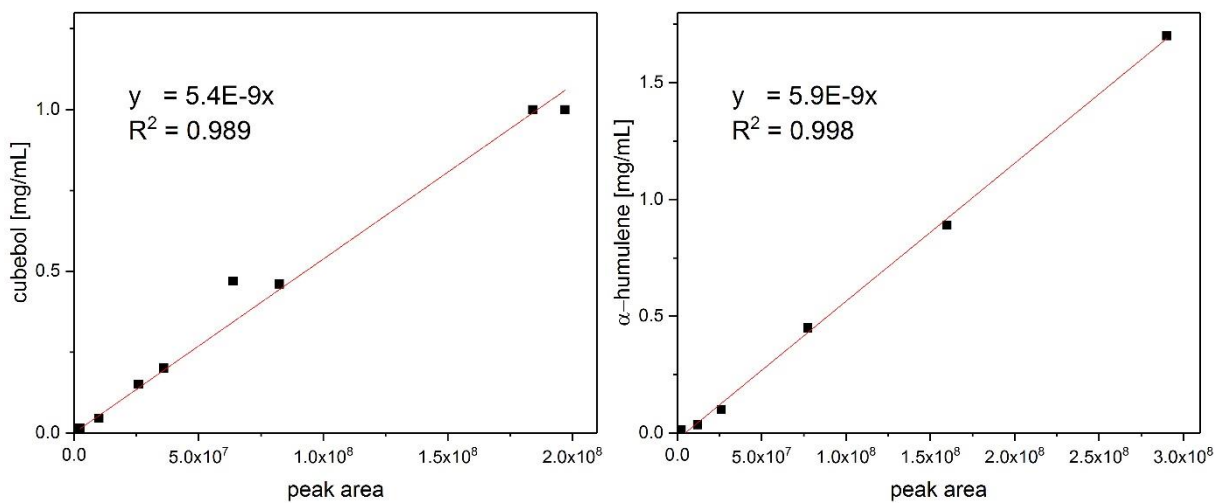 y = 5.4E-9x
R² = 0.989
cubebol [mg/mL]
1.0
0.5
0.0
0.0
5.0x10⁷
1.0x10⁸
1.5x10⁸
2.0x10⁸
peak area
y = 5.9E-9x
R² = 0.998
α−humulene [mg/mL]
1.5
1.0
0.5
0.0
0.0
5.0x10⁷
1.0x10⁸
1.5x10⁸
2.0x10⁸
2.5x10⁸
3.0x10⁸
peak area